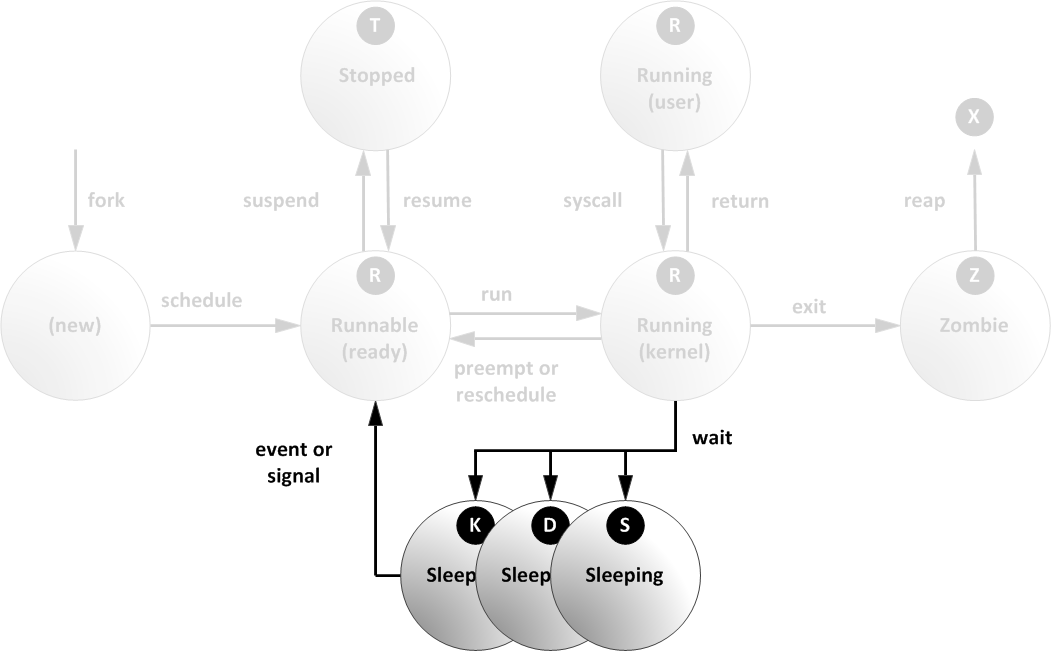 T
Stopped
R
Running
(user)
X
fork
suspend
resume
syscall
return
reap
(new)
schedule
R
Runnable
(ready)
run
preempt or
reschedule
R
Running
(kernel)
exit
Z
Zombie
event or
signal
wait
K
Sleep
D
Sleep
S
Sleeping